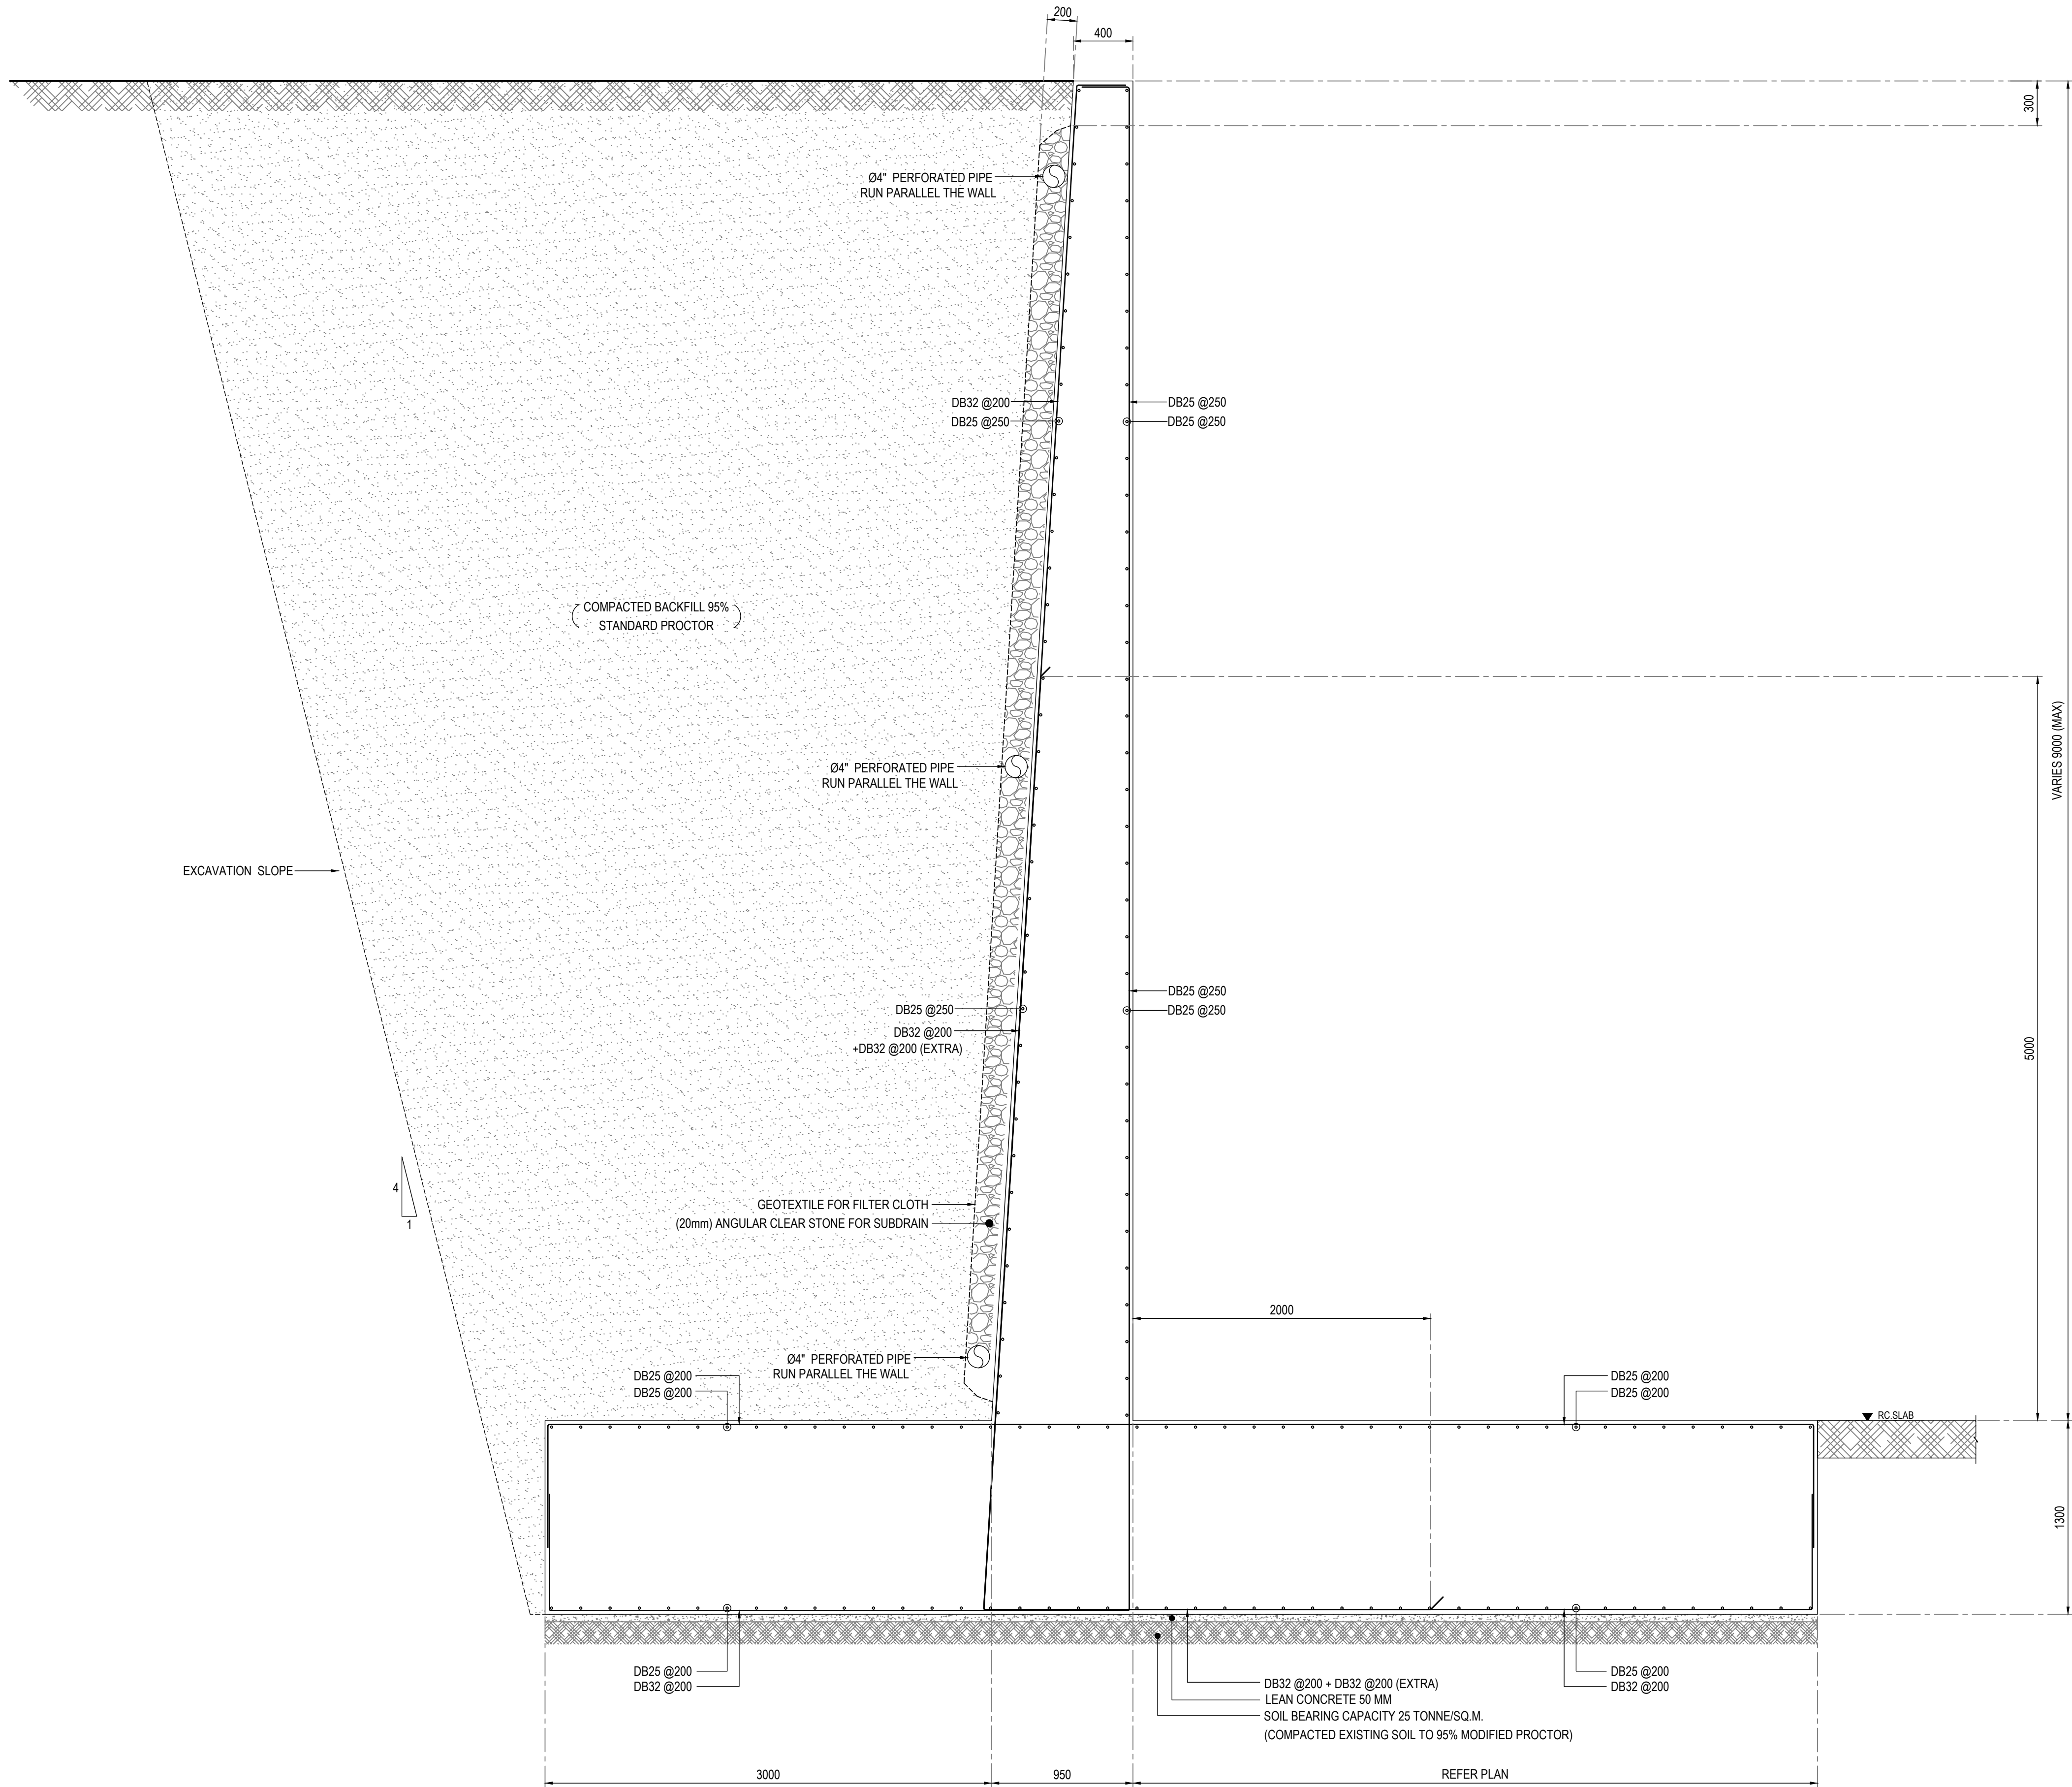 200
400
300
Ø4" PERFORATED PIPE
RUN PARALLEL THE WALL
DB32 @200
DB25 @250
DB25 @250
DB25 @250
COMPACTED BACKFILL 95%
STANDARD PROCTOR
VARIES 9000 (MAX)
Ø4" PERFORATED PIPE
RUN PARALLEL THE WALL
EXCAVATION SLOPE
DB25 @250
DB32 @200
+DB32 @200 (EXTRA)
DB25 @250
DB25 @250
5000
4
1
GEOTEXTILE FOR FILTER CLOTH
(20mm) ANGULAR CLEAR STONE FOR SUBDRAIN
2000
Ø4" PERFORATED PIPE
RUN PARALLEL THE WALL
DB25 @200
DB25 @200
DB25 @200
DB25 @200
RC.SLAB
1300
DB25 @200
DB32 @200
DB32 @200 + DB32 @200 (EXTRA)
LEAN CONCRETE 50 MM
SOIL BEARING CAPACITY 25 TONNE/SQ.M.
(COMPACTED EXISTING SOIL TO 95% MODIFIED PROCTOR)
DB25 @200
DB32 @200
3000
950
REFER PLAN